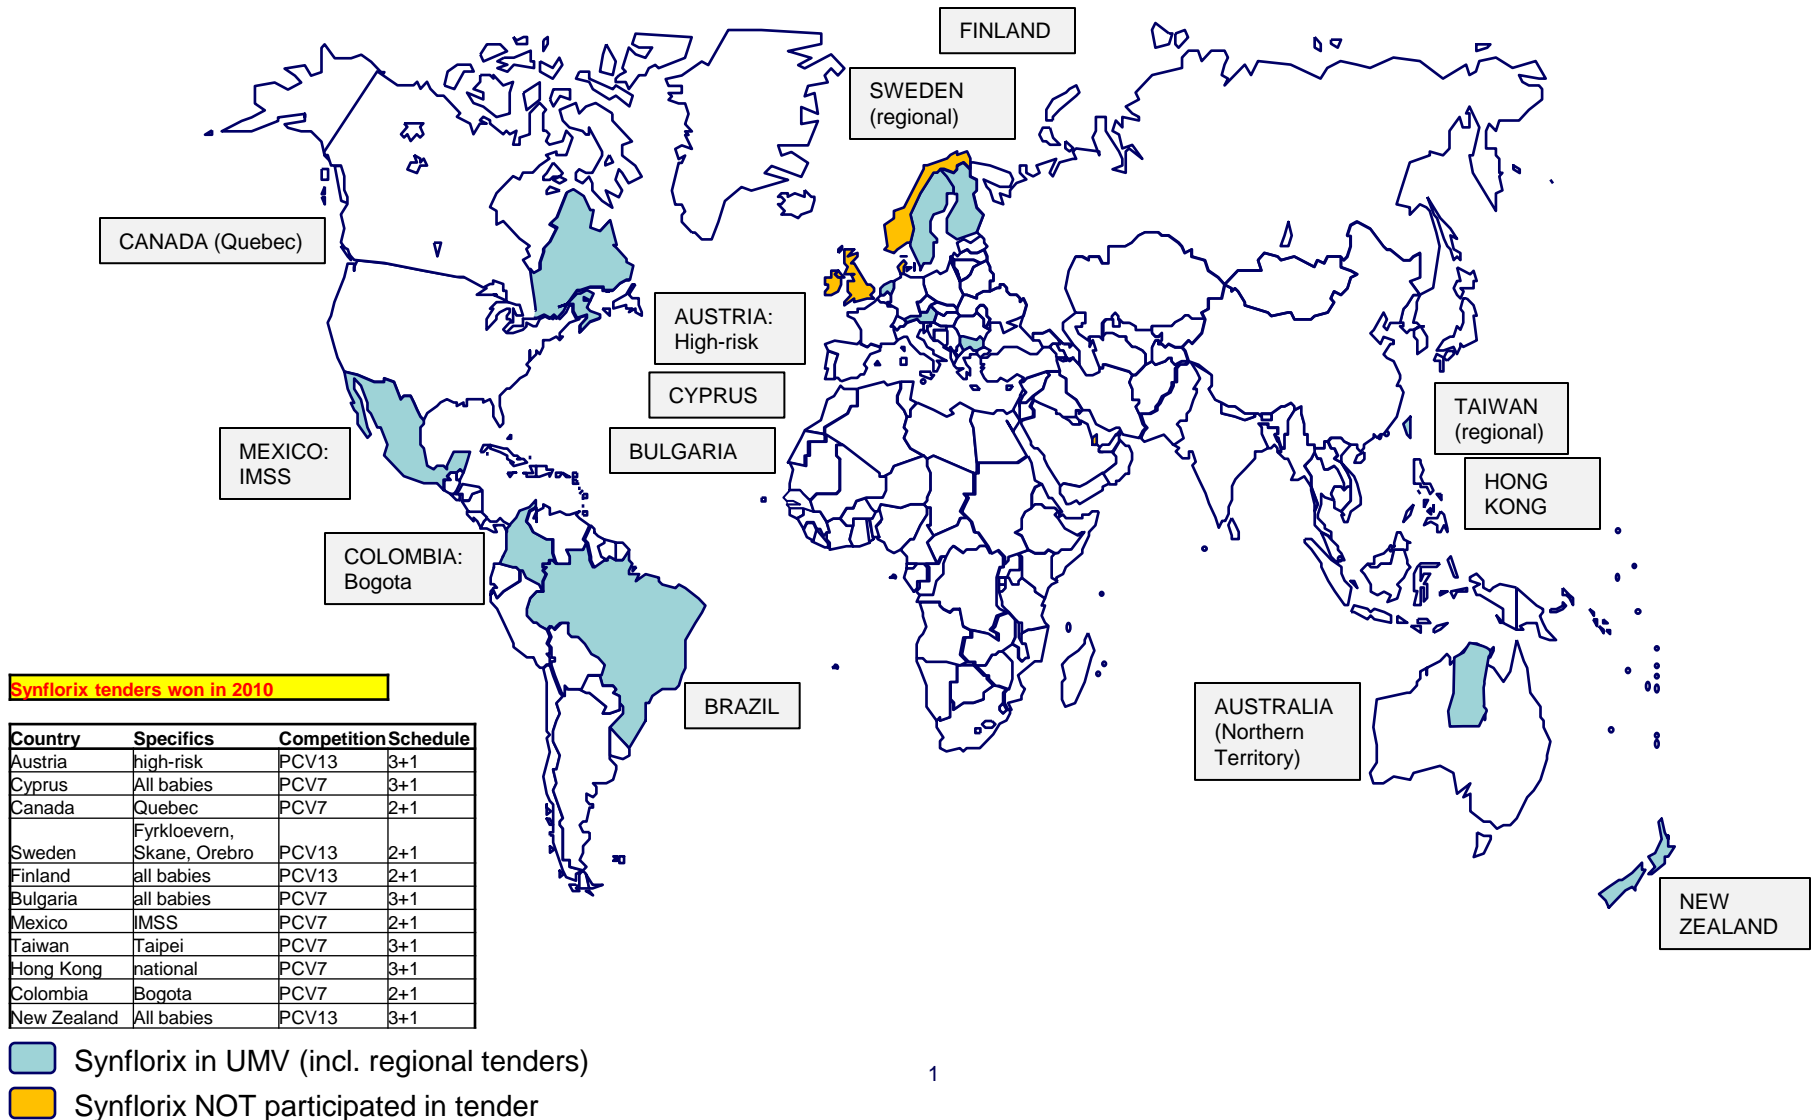 FINLAND
SWEDEN
(regional)
CANADA (Quebec)
AUSTRIA:
High-risk
CYPRUS
BULGARIA
MEXICO:
IMSS
TAIWAN
(regional)
HONG
KONG
COLOMBIA:
Bogota
BRAZIL
AUSTRALIA
(Northern
Territory)
NEW
ZEALAND
Synflorix tenders won in 2010
Country Specifics Competition Schedule
Austria high-risk PCV13 3+1
Cyprus All babies PCV7 3+1
Canada Quebec PCV7 2+1
Fyrkloevern,
Sweden Skane, Orebro PCV13 2+1
Finland all babies PCV13 2+1
Bulgaria all babies PCV7 3+1
Mexico IMSS PCV7 2+1
Taiwan Taipei PCV7 3+1
Hong Kong national PCV7 3+1
Colombia Bogota PCV7 2+1
New Zealand All babies PCV13 3+1
Synflorix in UMV (incl. regional tenders)
Synflorix NOT participated in tender
1